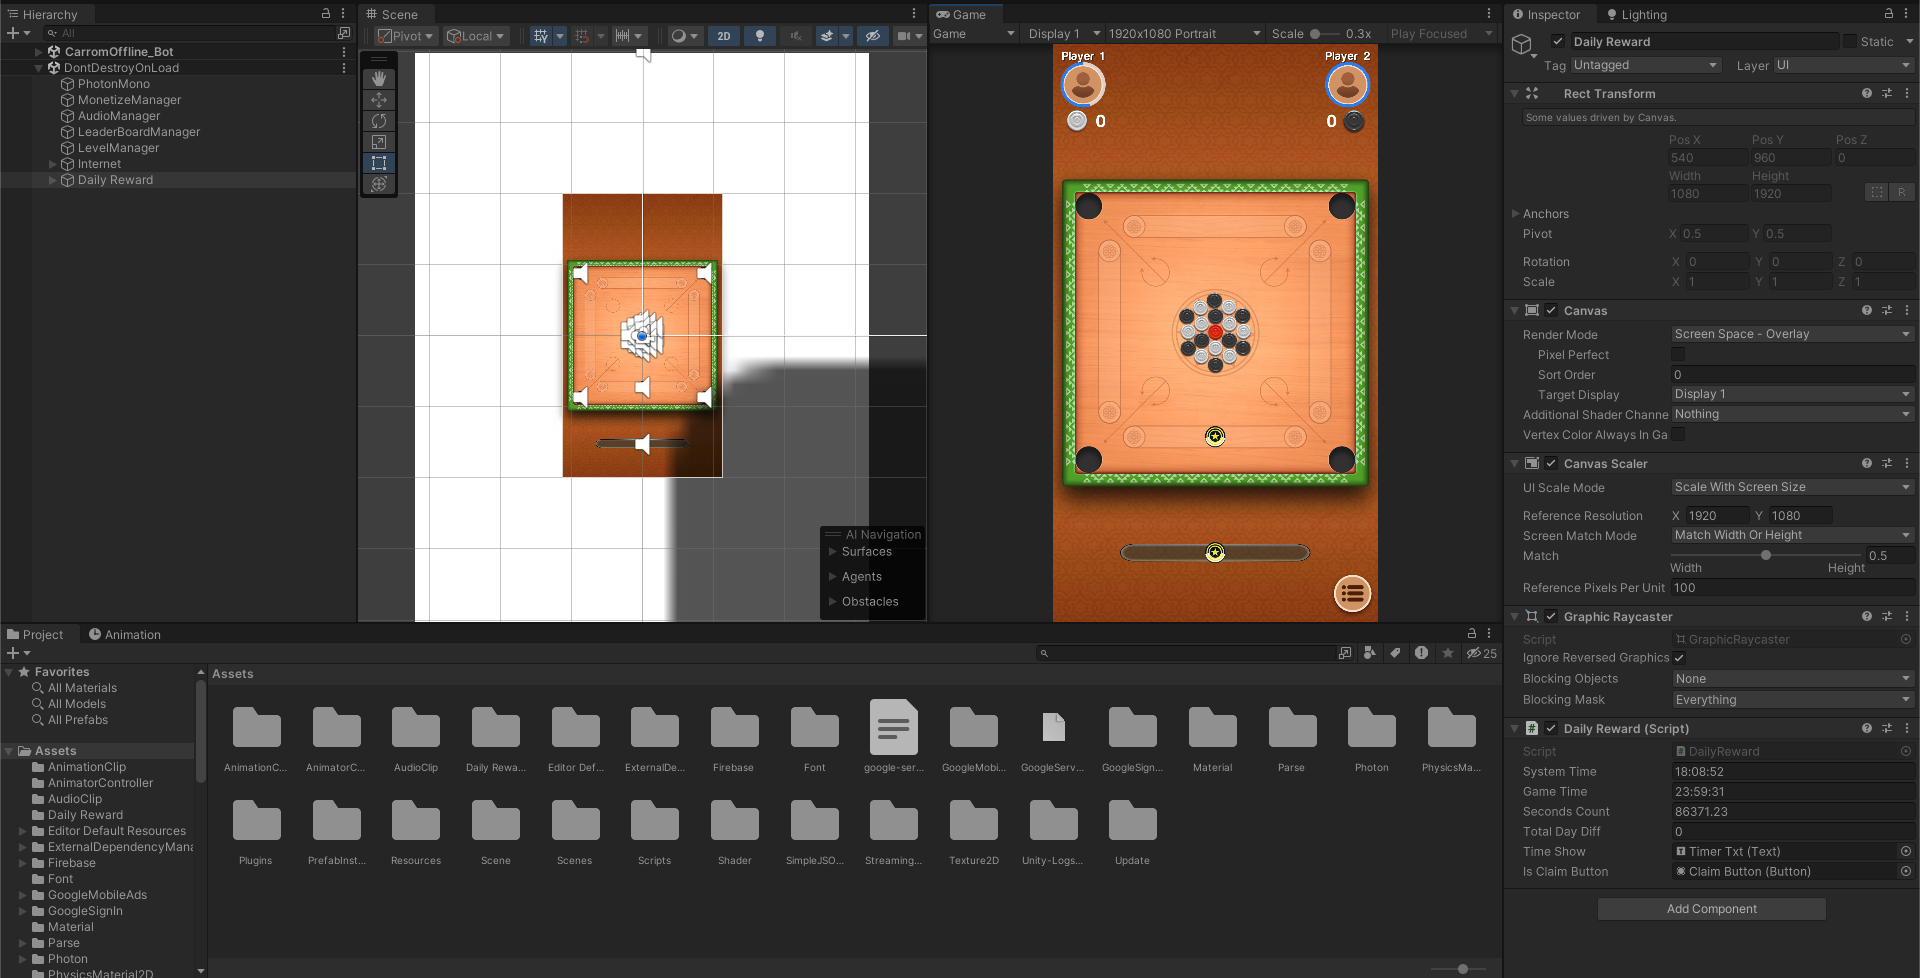 Hierarchy
All
CarromOffline_Bot
DontDestroyOnLoad
PhotonMono
MonetizeManager
AudioManager
LeaderBoardManager
LevelManager
Internet
Daily Reward
Scene
Pivot
Local
2D
AI Navigation
Surfaces
Agents
Obstacles
Game
Game
Display 1
1920x1080 Portrait
Scale
0.3x
Play Focused
Player 1
Player 2
0
0
Inspector
Lighting
Daily Reward
Static
Tag
Untagged
Layer
UI
Rect Transform
Some values driven by Canvas.
Pos X
Pos Y
Pos Z
540
960
0
Width
Height
1080
1920
R
Anchors
Pivot
X 0.5
Y 0.5
Rotation
X 0
Y 0
Z 0
Scale
X 1
Y 1
Z 1
Canvas
Render Mode
Screen Space - Overlay
Pixel Perfect
Sort Order
0
Target Display
Display 1
Additional Shader Channe
Nothing
Vertex Color Always In Ga
Canvas Scaler
UI Scale Mode
Scale With Screen Size
Reference Resolution
X 1920
Y 1080
Screen Match Mode
Match Width Or Height
Match
0.5
Width
Height
Reference Pixels Per Unit
100
Graphic Raycaster
Script
GraphicRaycaster
Ignore Reversed Graphics
Blocking Objects
None
Blocking Mask
Everything
Daily Reward (Script)
Script
DailyReward
System Time
18:08:52
Game Time
23:59:31
Seconds Count
86371.23
Total Day Diff
0
Time Show
Timer Txt (Text)
Is Claim Button
Claim Button (Button)
Add Component
Project
Animation
25
Favorites
All Materials
All Models
All Prefabs
Assets
AnimationClip
AnimatorController
AudioClip
Daily Reward
Editor Default Resources
ExternalDependencyMana
Firebase
Font
GoogleMobileAds
GoogleSignIn
Material
Parse
Photon
PhysicsMaterial2D
Assets
AnimationC...
AnimatorC...
AudioClip
Daily Rewa...
Editor Def...
ExternalDe...
Firebase
Font
google-ser...
GoogleMobi...
GoogleServ...
GoogleSign...
Material
Parse
Photon
PhysicsMa...
Plugins
PrefabInst...
Resources
Scene
Scenes
Scripts
Shader
SimpleJSO...
Streaming...
Texture2D
Unity-Logs...
Update